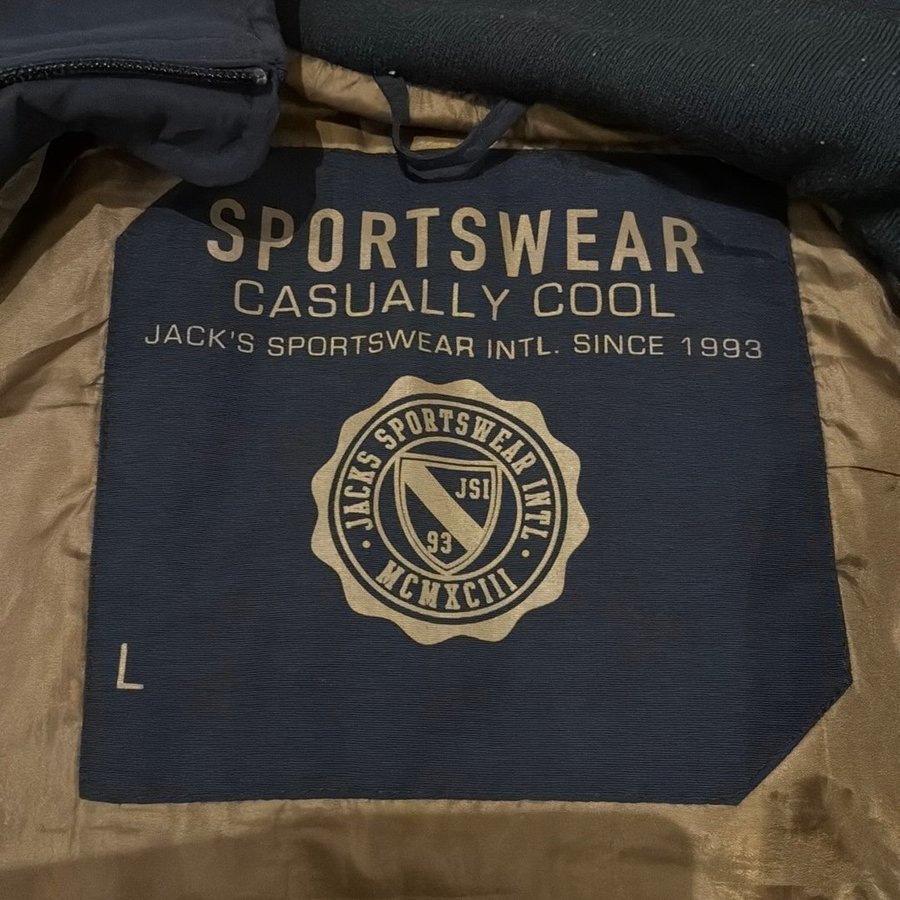 SPORTSWEAR
CASUALLY COOL
JACK'S SPORTSWEAR INTL. SINCE 1993
JACKS SPORTSWEAR INTL
JSI
93
· MCMXCIII ·
L